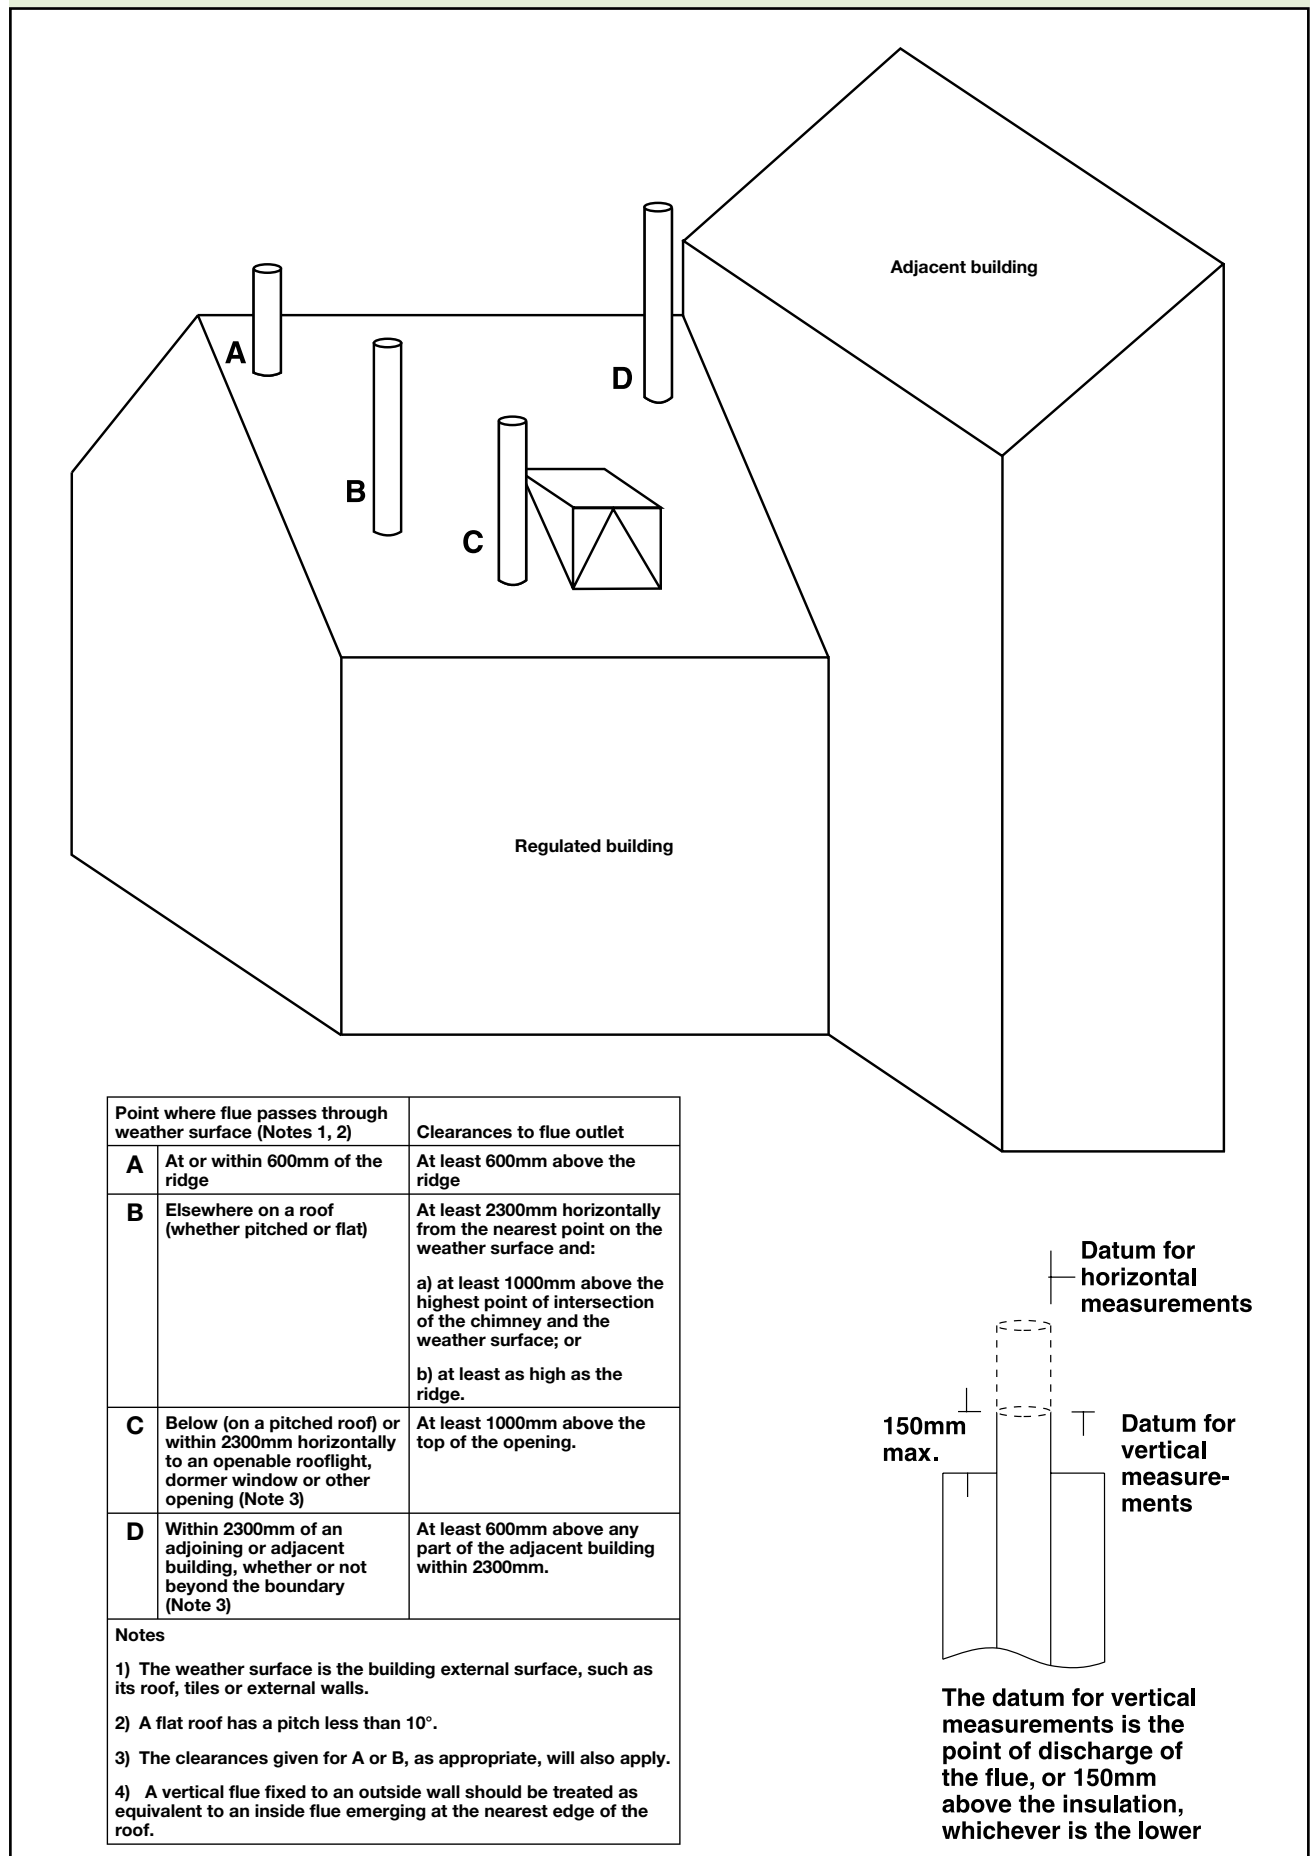 Adjacent building
A
D
B
C
Regulated building
Point where flue passes through
weather surface (Notes 1, 2)
Clearances to flue outlet
A
At or within 600mm of the
ridge
At least 600mm above the
ridge
B
Elsewhere on a roof
(whether pitched or flat)
At least 2300mm horizontally
from the nearest point on the
weather surface and:
a) at least 1000mm above the
highest point of intersection
of the chimney and the
weather surface; or
b) at least as high as the
ridge.
C
Below (on a pitched roof) or
within 2300mm horizontally
to an openable rooflight,
dormer window or other
opening (Note 3)
At least 1000mm above the
top of the opening.
D
Within 2300mm of an
adjoining or adjacent
building, whether or not
beyond the boundary
(Note 3)
At least 600mm above any
part of the adjacent building
within 2300mm.
Notes
1) The weather surface is the building external surface, such as
its roof, tiles or external walls.
2) A flat roof has a pitch less than 10°.
3) The clearances given for A or B, as appropriate, will also apply.
4) A vertical flue fixed to an outside wall should be treated as
equivalent to an inside flue emerging at the nearest edge of the
roof.
Datum for
horizontal
measurements
150mm
max.
Datum for
vertical
measure-
ments
The datum for vertical
measurements is the
point of discharge of
the flue, or 150mm
above the insulation,
whichever is the lower